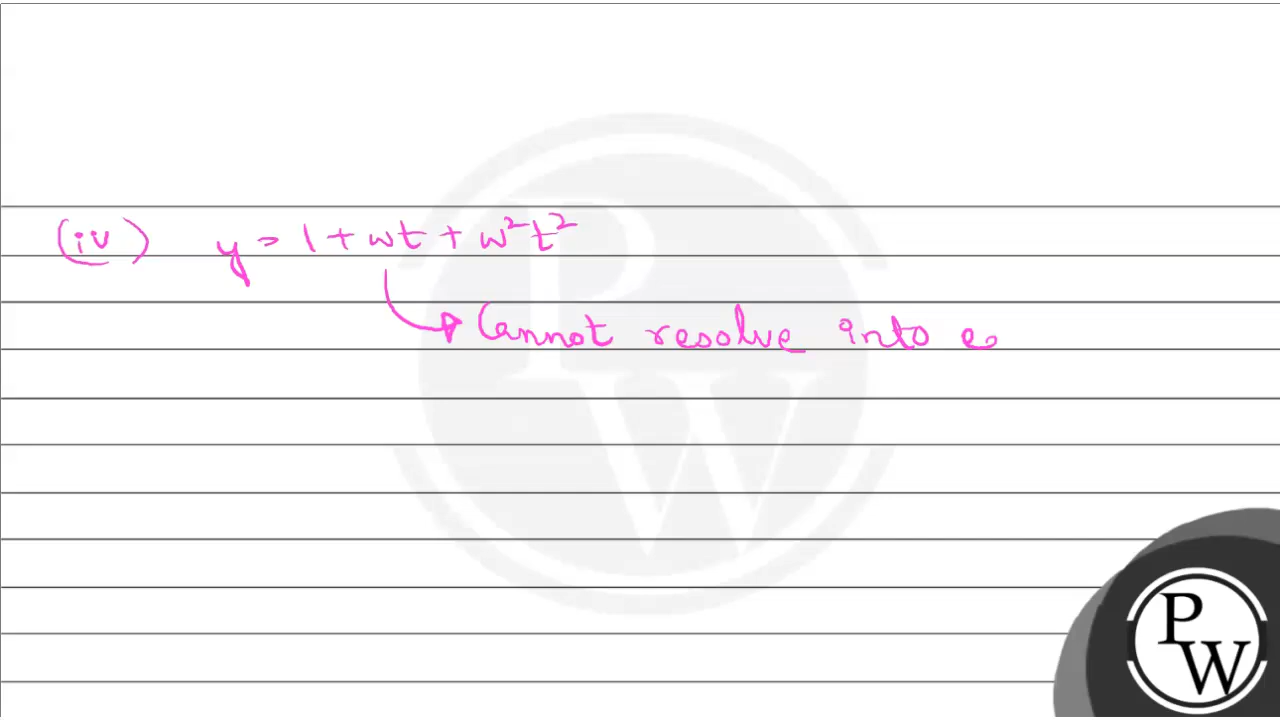 (iv) y = 1 + wt + w²t²
Cannot resolve into
P
W
P
W